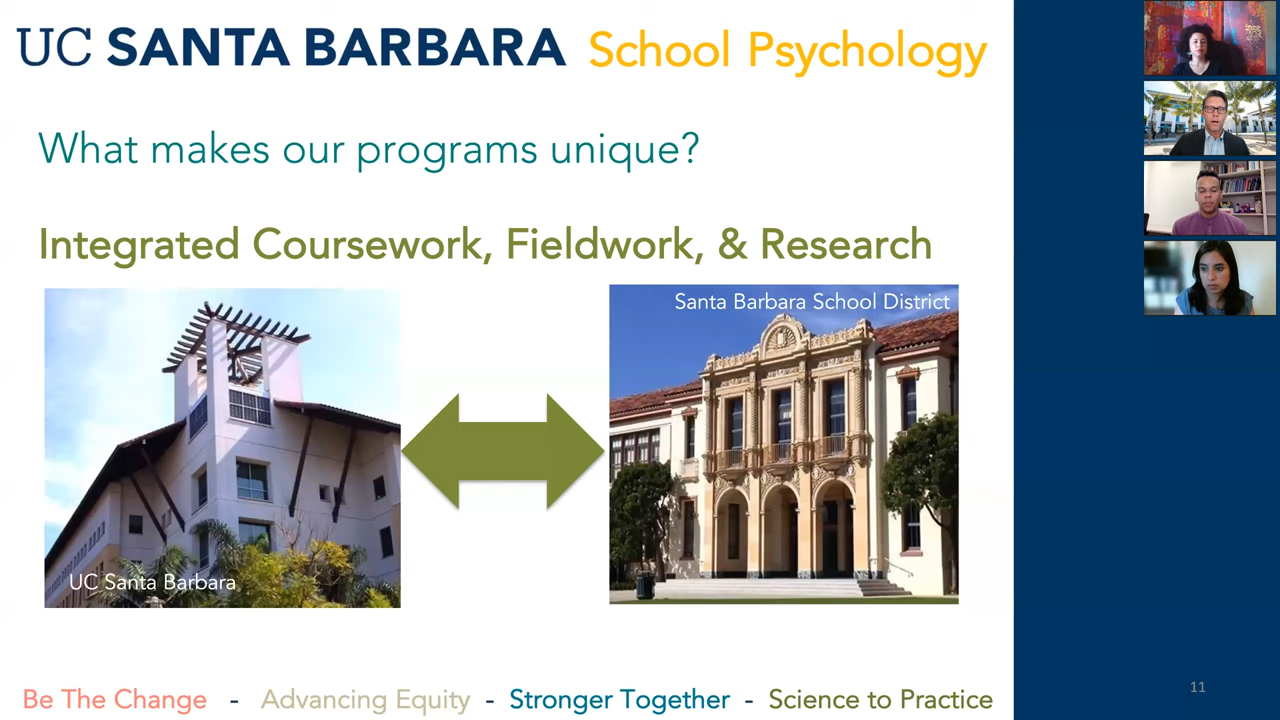 UC SANTA BARBARA School Psychology
What makes our programs unique?
Integrated Coursework, Fieldwork, & Research
Santa Barbara School District
UC Santa Barbara
Be The Change - Advancing Equity - Stronger Together - Science to Practice
11